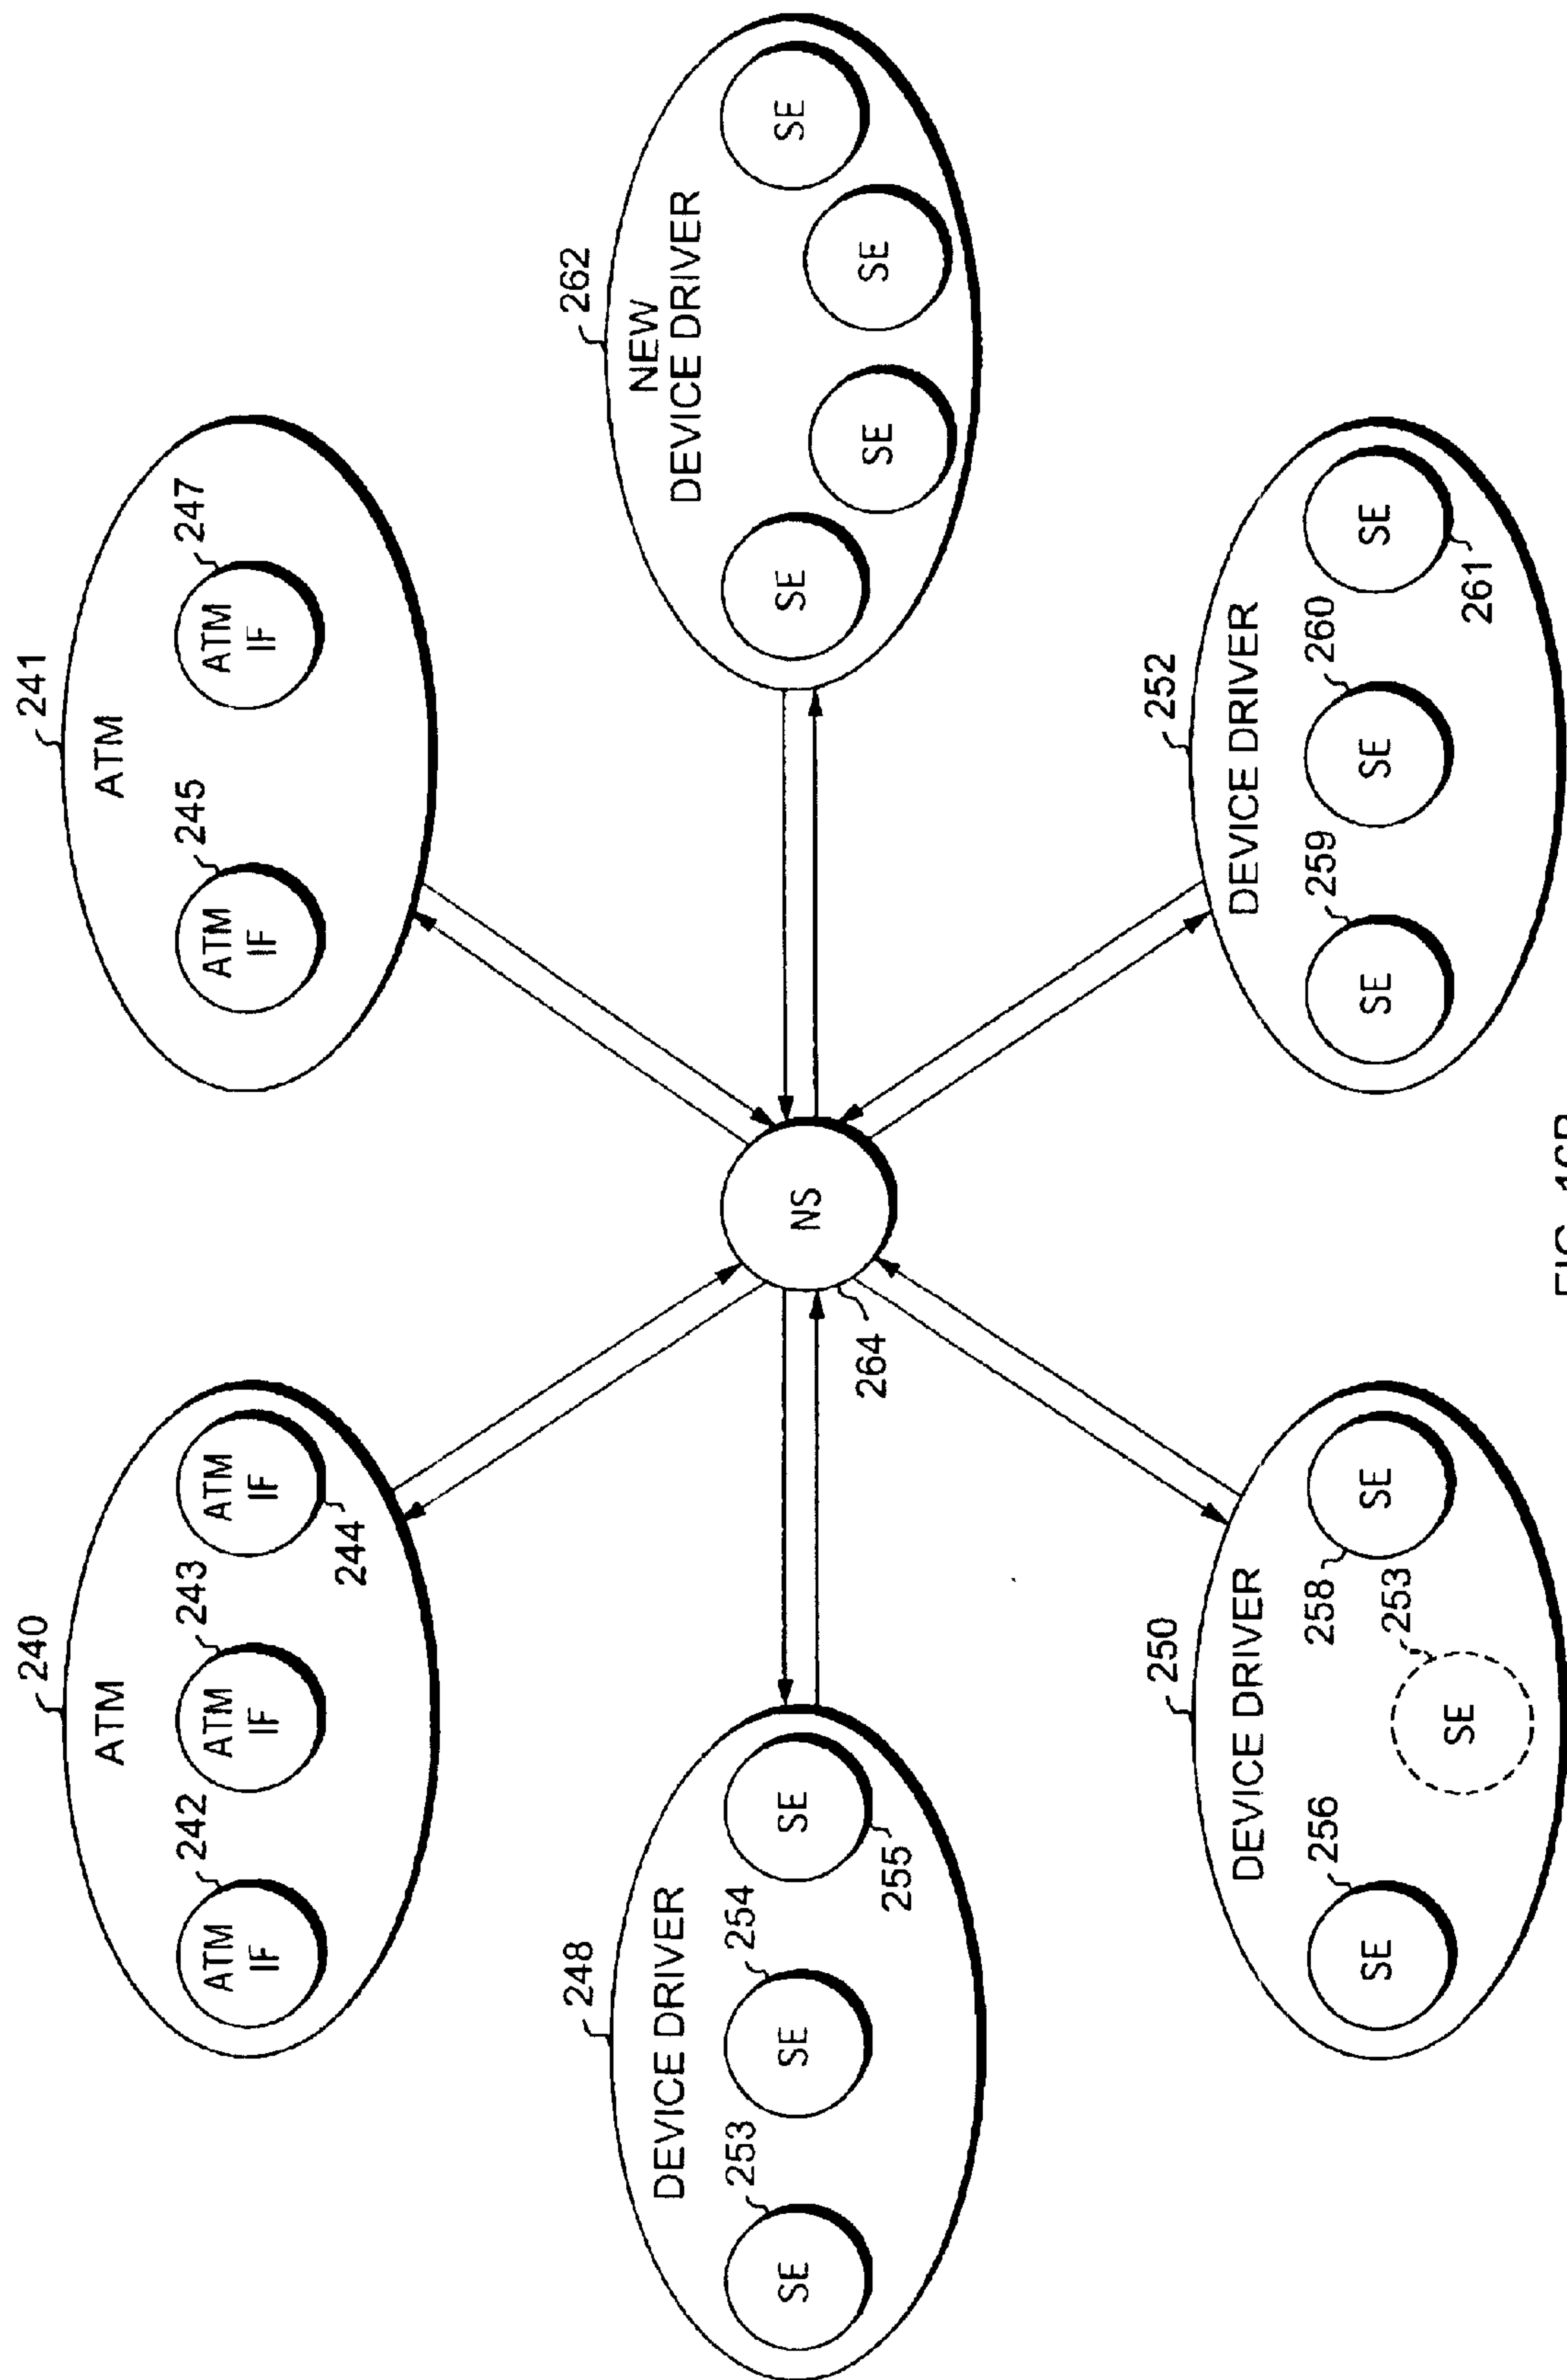 240
ATM
242
243
ATM IF
ATM IF
ATM IF
244
241
ATM
245
247
ATM IF
ATM IF
248
DEVICE DRIVER
253
254
SE
SE
SE
255
NS
264
262
NEW
DEVICE DRIVER
SE
SE
SE
SE
250
DEVICE DRIVER
256
258
SE
SE
253
SE
252
DEVICE DRIVER
259
260
SE
SE
SE
261
FIG.